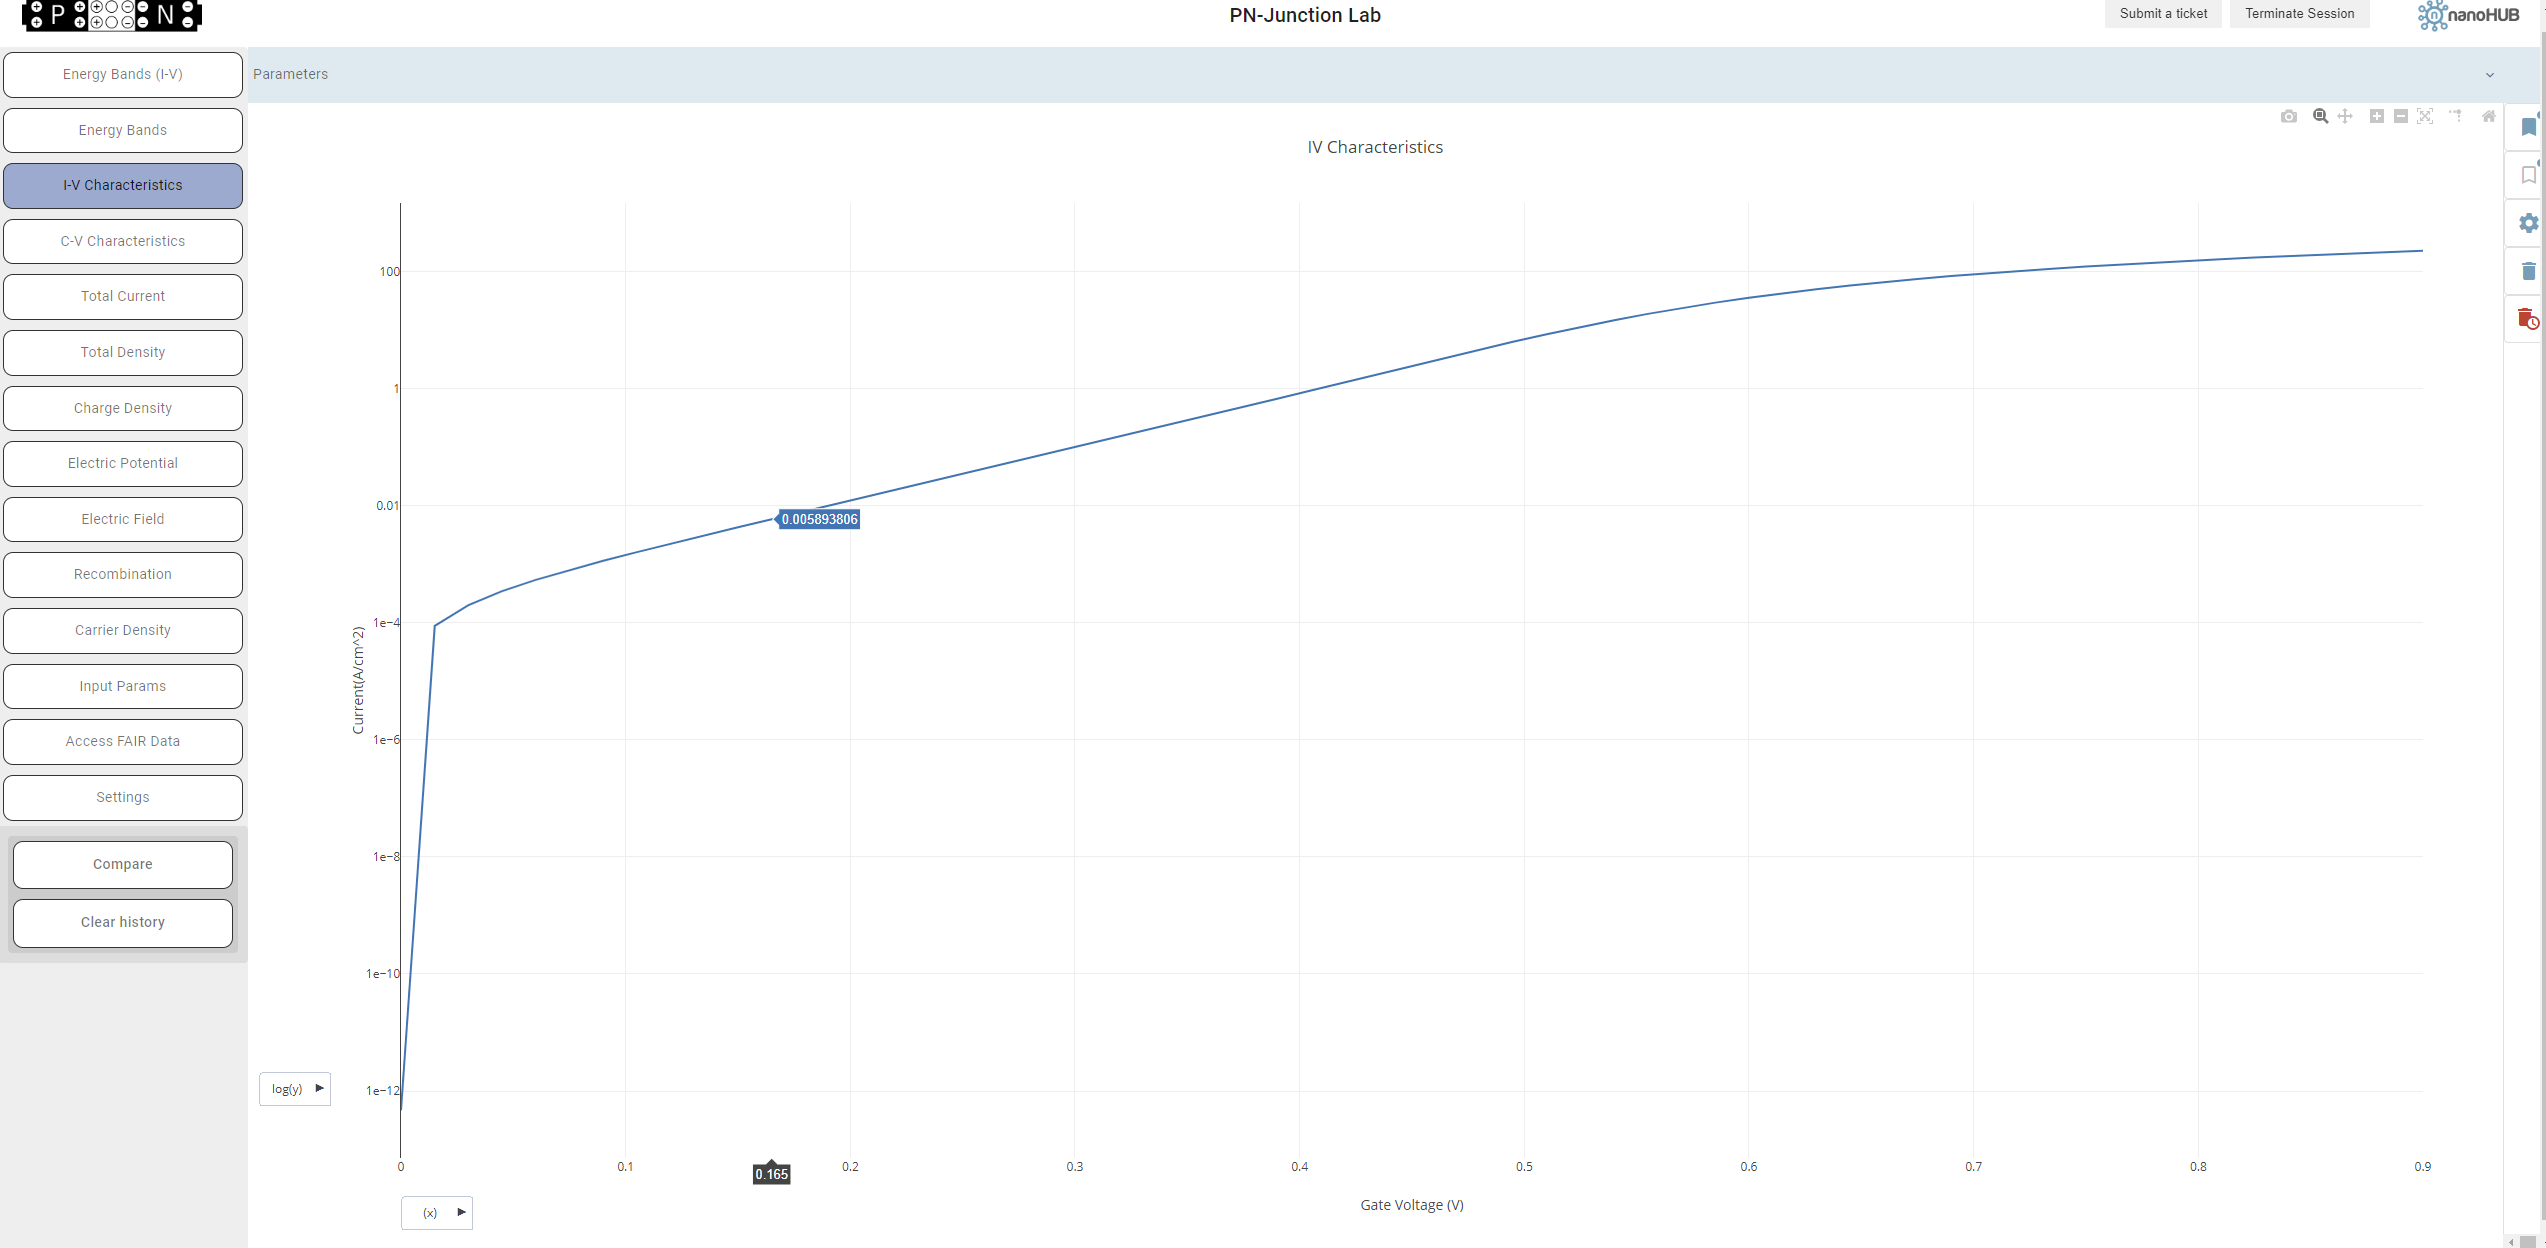 P N
PN-Junction Lab
Submit a ticket
Terminate Session
nanoHUB
Energy Bands (I-V)
Energy Bands
I-V Characteristics
C-V Characteristics
Total Current
Total Density
Charge Density
Electric Potential
Electric Field
Recombination
Carrier Density
Input Params
Access FAIR Data
Settings
Compare
Clear history
Parameters
IV Characteristics
100
1
0.01
1e−4
1e−6
1e−8
1e−10
1e−12
Current(A/cm^2)
0.005893806
log(y)
0
0.1
0.165
0.2
0.3
0.4
0.5
0.6
0.7
0.8
0.9
Gate Voltage (V)
(x)